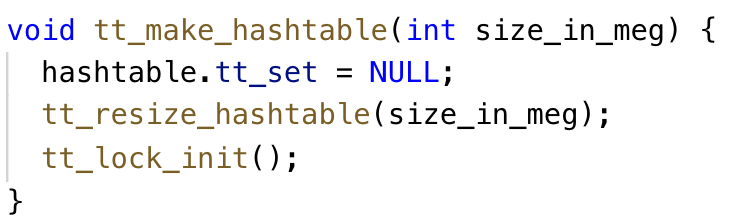 void tt_make_hashtable(int size_in_meg) {
  hashtable.tt_set = NULL;
  tt_resize_hashtable(size_in_meg);
  tt_lock_init();
}